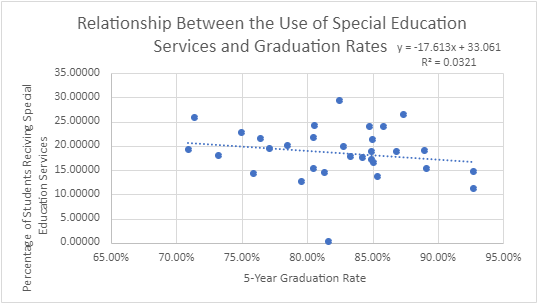 Relationship Between the Use of Special Education
Services and Graduation Rates
y = -17.613x + 33.061
R² = 0.0321
Percentage of Students Reciving Special
Education Services
35.00000
30.00000
25.00000
20.00000
15.00000
10.00000
5.00000
0.00000
65.00%
70.00%
75.00%
80.00%
85.00%
90.00%
95.00%
5-Year Graduation Rate